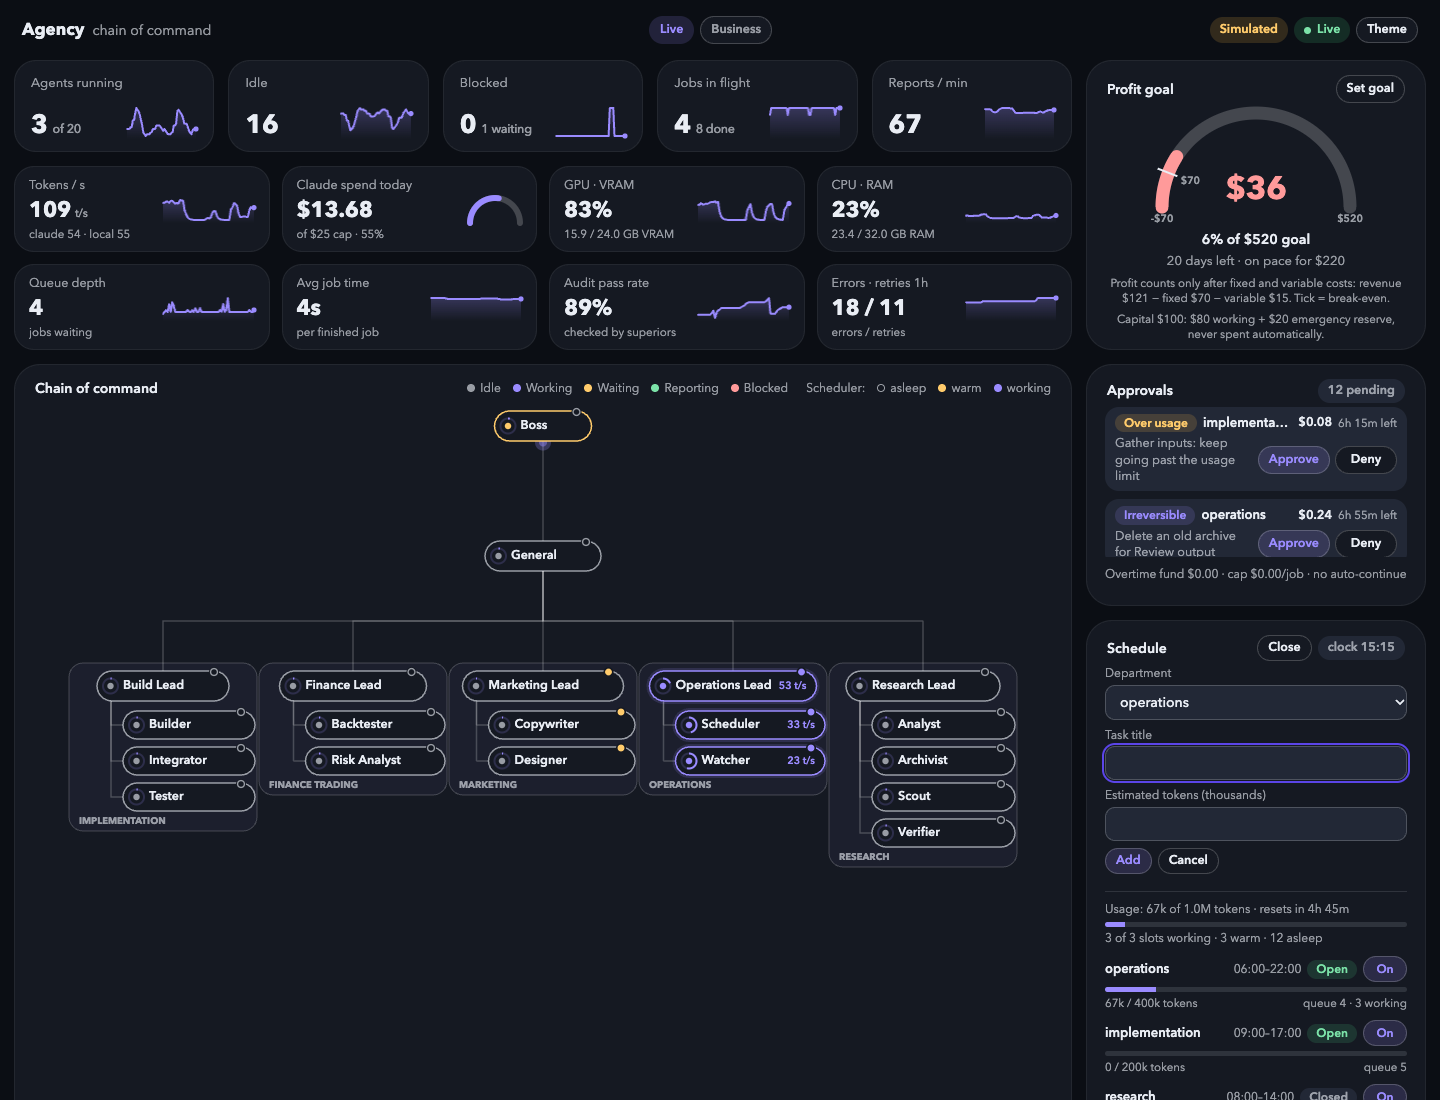 Agency chain of command
Live
Business
Simulated
Live
Theme
Agents running
3 of 20
Idle
16
Blocked
0 1 waiting
Jobs in flight
4 8 done
Reports / min
67
Tokens / s
109 t/s
claude 54 · local 55
Claude spend today
$13.68
of $25 cap · 55%
GPU · VRAM
83%
15.9 / 24.0 GB VRAM
CPU · RAM
23%
23.4 / 32.0 GB RAM
Queue depth
4
jobs waiting
Avg job time
4s
per finished job
Audit pass rate
89%
checked by superiors
Errors · retries 1h
18 / 11
errors / retries
Profit goal
Set goal
$70
$36
-$70
$520
6% of $520 goal
20 days left · on pace for $220
Profit counts only after fixed and variable costs: revenue
$121 − fixed $70 − variable $15. Tick = break-even.
Capital $100: $80 working + $20 emergency reserve,
never spent automatically.
Chain of command
Idle
Working
Waiting
Reporting
Blocked
Scheduler:
asleep
warm
working
Boss
General
Build Lead
Builder
Integrator
Tester
IMPLEMENTATION
Finance Lead
Backtester
Risk Analyst
FINANCE TRADING
Marketing Lead
Copywriter
Designer
MARKETING
Operations Lead 53 t/s
Scheduler 33 t/s
Watcher 23 t/s
OPERATIONS
Research Lead
Analyst
Archivist
Scout
Verifier
RESEARCH
Approvals
12 pending
Over usage implementa... $0.08 6h 15m left
Gather inputs: keep
going past the usage
limit
Approve
Deny
Irreversible operations $0.24 6h 55m left
Delete an old archive
for Review output
Approve
Deny
Overtime fund $0.00 · cap $0.00/job · no auto-continue
Schedule
Close
clock 15:15
Department
operations
Task title
Estimated tokens (thousands)
Add
Cancel
Usage: 67k of 1.0M tokens · resets in 4h 45m
3 of 3 slots working · 3 warm · 12 asleep
operations 06:00–22:00 Open On
67k / 400k tokens queue 4 · 3 working
implementation 09:00–17:00 Open On
0 / 200k tokens queue 5
research 08:00–14:00 Closed On